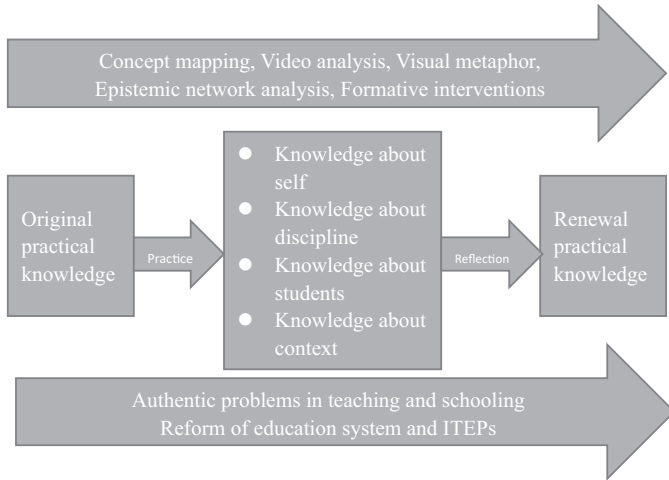 Concept mapping, Video analysis, Visual metaphor,
Epistemic network analysis, Formative interventions
Original
practical
knowledge
Practice
● Knowledge about
self
● Knowledge about
discipline
● Knowledge about
students
● Knowledge about
context
Reflection
Renewal
practical
knowledge
Authentic problems in teaching and schooling
Reform of education system and ITEPs